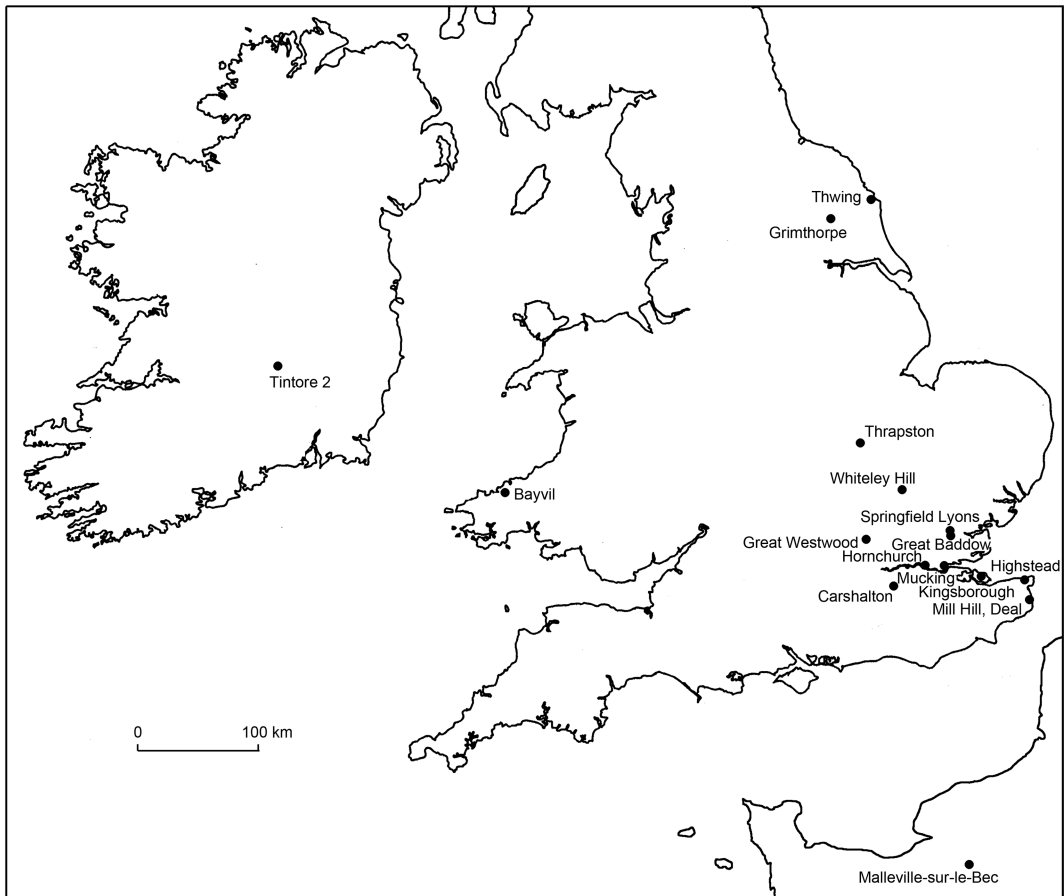 Thwing
Grimthorpe
Tintore 2
Thrapston
Whiteley Hill
Bayvil
Springfield Lyons
Great Westwood
Great Baddow
Hornchurch
Highstead
Mucking
Kingsborough
Carshalton
Mill Hill, Deal
0 100 km
Malleville-sur-le-Bec